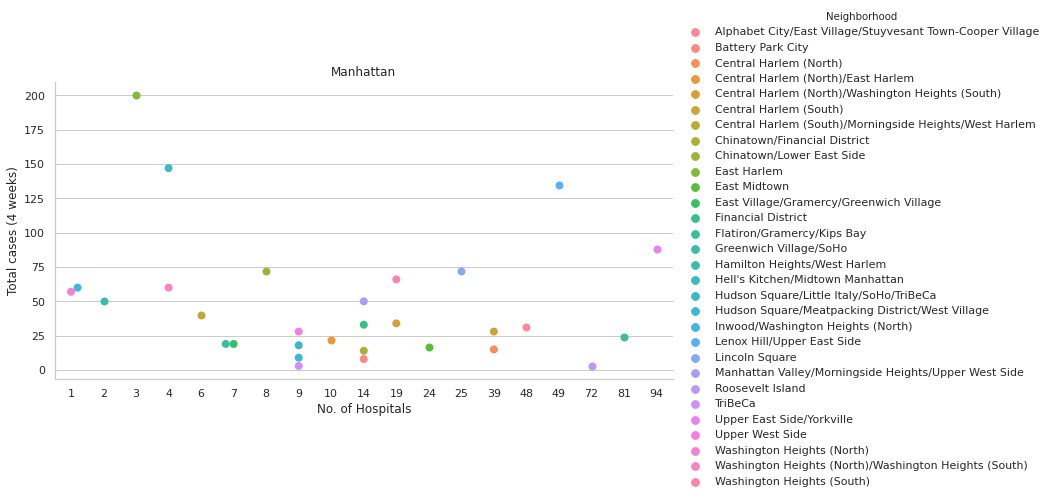 Manhattan
Total cases (4 weeks)
200
175
150
125
100
75
50
25
0
1 2 3 4 6 7 8 9 10 14 19 24 25 39 48 49 72 81 94
No. of Hospitals
Neighborhood
Alphabet City/East Village/Stuyvesant Town-Cooper Village
Battery Park City
Central Harlem (North)
Central Harlem (North)/East Harlem
Central Harlem (North)/Washington Heights (South)
Central Harlem (South)
Central Harlem (South)/Morningside Heights/West Harlem
Chinatown/Financial District
Chinatown/Lower East Side
East Harlem
East Midtown
East Village/Gramercy/Greenwich Village
Financial District
Flatiron/Gramercy/Kips Bay
Greenwich Village/SoHo
Hamilton Heights/West Harlem
Hell's Kitchen/Midtown Manhattan
Hudson Square/Little Italy/SoHo/TriBeCa
Hudson Square/Meatpacking District/West Village
Inwood/Washington Heights (North)
Lenox Hill/Upper East Side
Lincoln Square
Manhattan Valley/Morningside Heights/Upper West Side
Roosevelt Island
TriBeCa
Upper East Side/Yorkville
Upper West Side
Washington Heights (North)
Washington Heights (North)/Washington Heights (South)
Washington Heights (South)